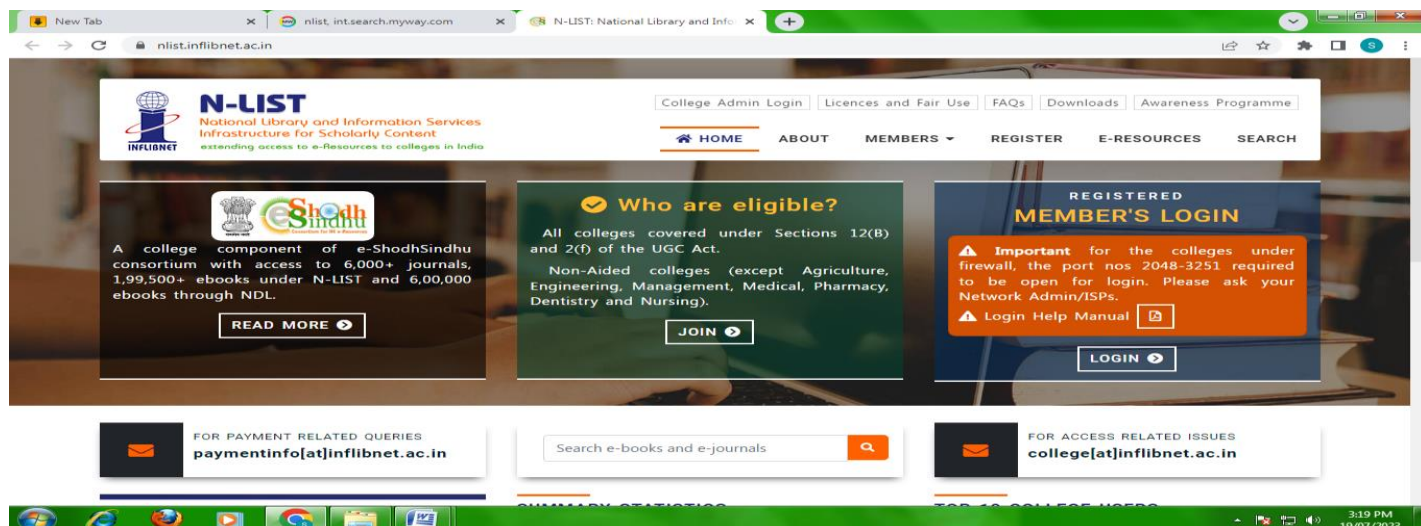 New Tab
nlist, int.search.myway.com
N-LIST: National Library and Info
nlist.inflibnet.ac.in
S
INFLIBNET
N-LIST
National Library and Information Services
Infrastructure for Scholarly Content
extending access to e-Resources to colleges in India
College Admin Login
Licences and Fair Use
FAQs
Downloads
Awareness Programme
HOME
ABOUT
MEMBERS
REGISTER
E-RESOURCES
SEARCH
e Shodh
Sindhu
A college component of e-ShodhSindhu
consortium with access to 6,000+ journals,
1,99,500+ ebooks under N-LIST and 6,00,000
ebooks through NDL.
READ MORE
Who are eligible?
All colleges covered under Sections 12(B)
and 2(f) of the UGC Act.
Non-Aided colleges (except Agriculture,
Engineering, Management, Medical, Pharmacy,
Dentistry and Nursing).
JOIN
REGISTERED
MEMBER'S LOGIN
Important for the colleges under
firewall, the port nos 2048-3251 required
to be open for login. Please ask your
Network Admin/ISPs.
Login Help Manual
LOGIN
FOR PAYMENT RELATED QUERIES
paymentinfo[at]inflibnet.ac.in
Search e-books and e-journals
FOR ACCESS RELATED ISSUES
college[at]inflibnet.ac.in
SUMMARY STATISTICS
TOP 10 COLLEGE USERS
3:19 PM